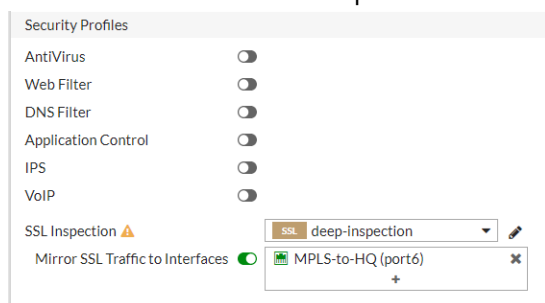 Security Profiles
AntiVirus
Web Filter
DNS Filter
Application Control
IPS
VoIP
SSL Inspection SSL deep-inspection
Mirror SSL Traffic to Interfaces MPLS-to-HQ (port6)
+